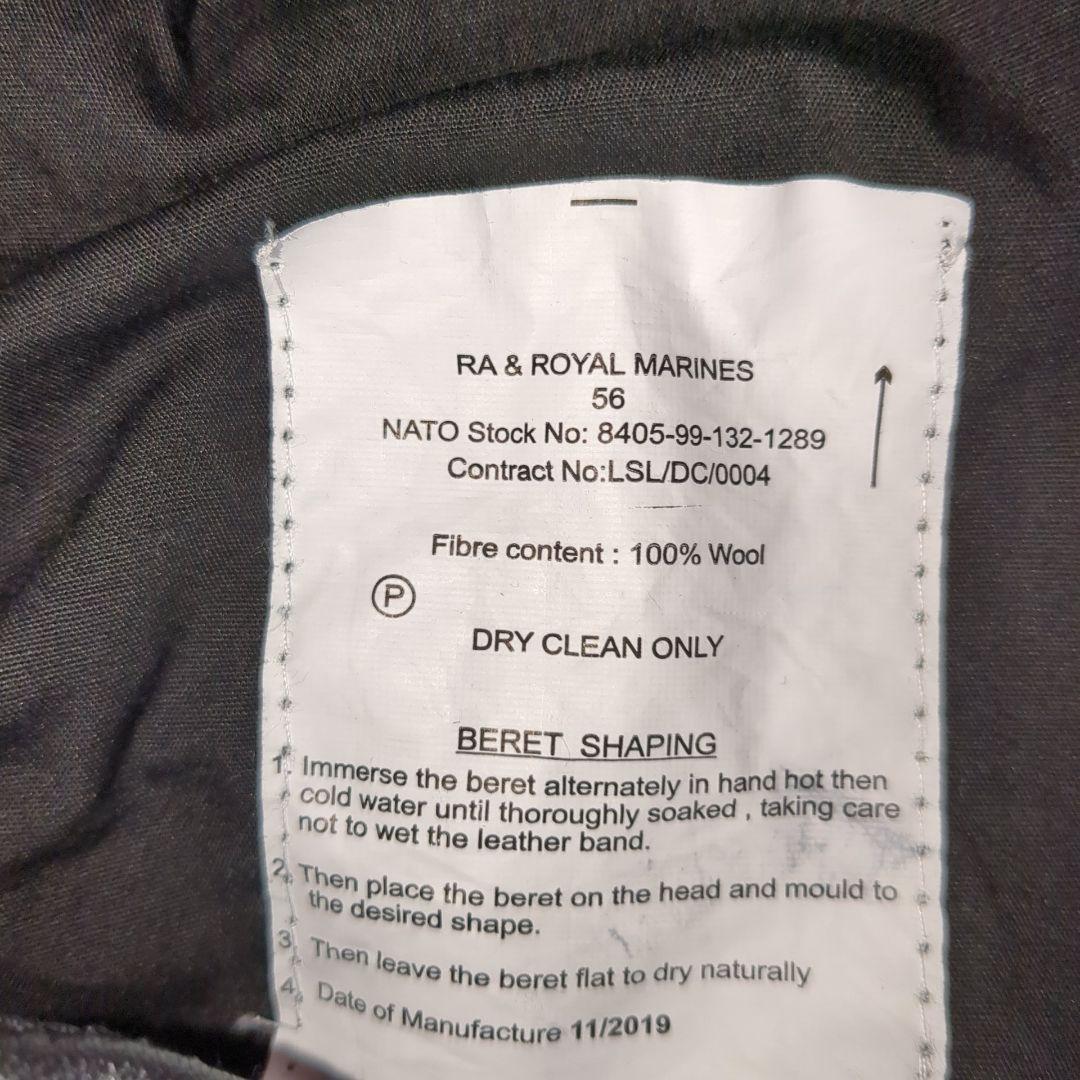 RA & ROYAL MARINES
56
NATO Stock No: 8405-99-132-1289
Contract No:LSL/DC/0004
Fibre content : 100% Wool
P
DRY CLEAN ONLY
BERET SHAPING
1. Immerse the beret alternately in hand hot then
cold water until thoroughly soaked , taking care
not to wet the leather band.
2. Then place the beret on the head and mould to
the desired shape.
3. Then leave the beret flat to dry naturally
4. Date of Manufacture 11/2019